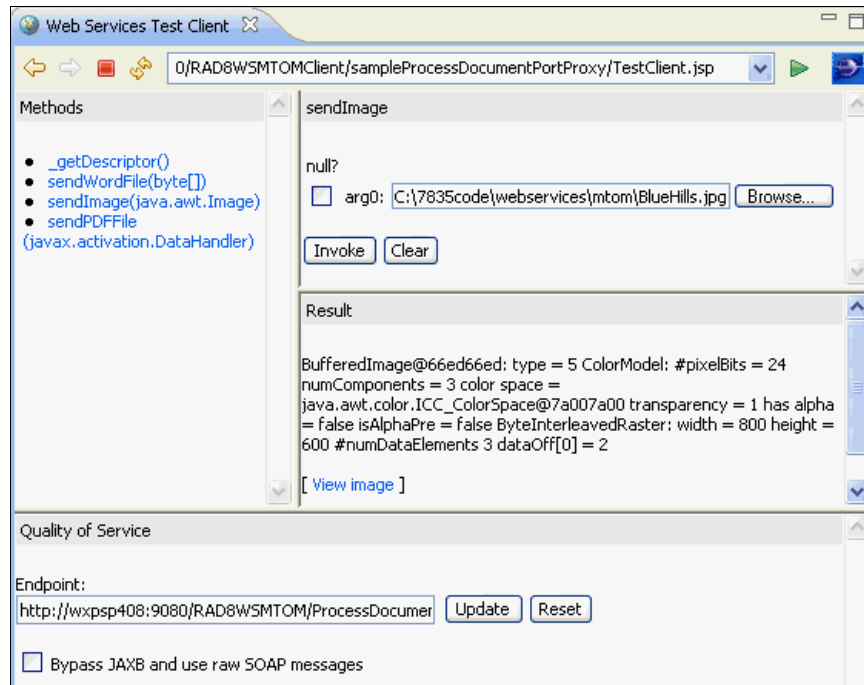 Web Services Test Client
0/RAD8WSMTOMClient/sampleProcessDocumentPortProxy/TestClient.jsp
Methods
_getDescriptor()
sendWordFile(byte[])
sendImage(java.awt.Image)
sendPDFFile
(javax.activation.DataHandler)
sendImage
null?
arg0: C:\7835code\webservices\mtom\BlueHills.jpg Browse...
Invoke Clear
Result
BufferedImage@66ed66ed: type = 5 ColorModel: #pixelBits = 24
numComponents = 3 color space =
java.awt.color.ICC_ColorSpace@7a007a00 transparency = 1 has alpha
= false isAlphaPre = false ByteInterleavedRaster: width = 800 height =
600 #numDataElements 3 dataOff[0] = 2
[ View image ]
Quality of Service
Endpoint:
http://wxpsp408:9080/RAD8WSMTOM/ProcessDocumer Update Reset
Bypass JAXB and use raw SOAP messages